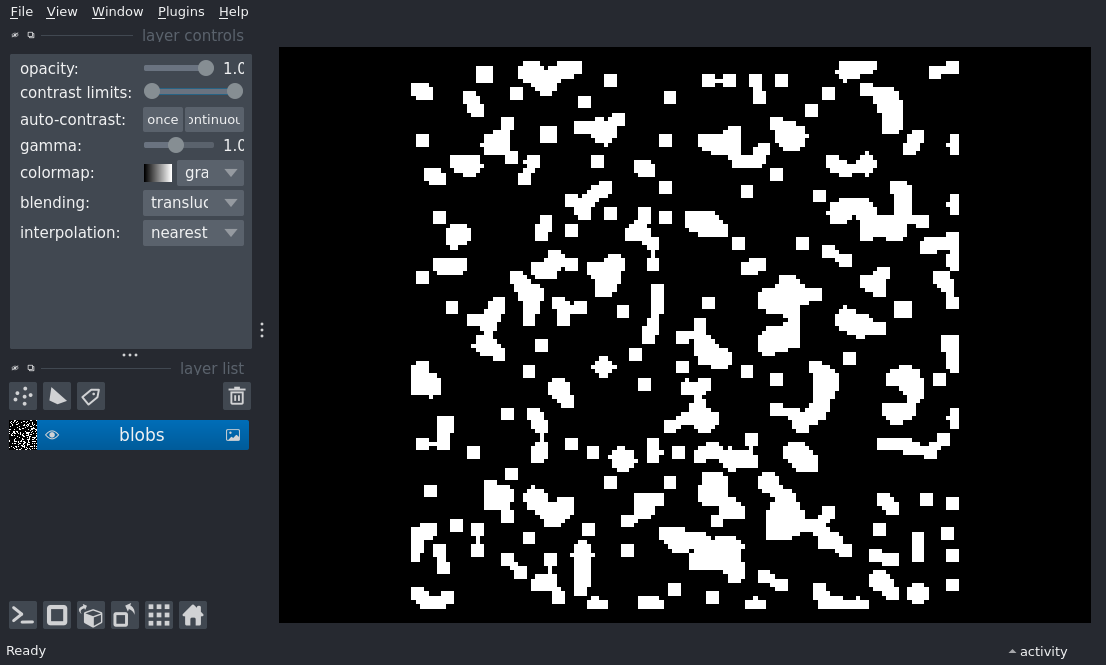 File View Window Plugins Help
layer controls
opacity: 1.0
contrast limits:
auto-contrast: once ontinuou
gamma: 1.0
colormap: gra
blending: transluc
interpolation: nearest
layer list
blobs
Ready
activity